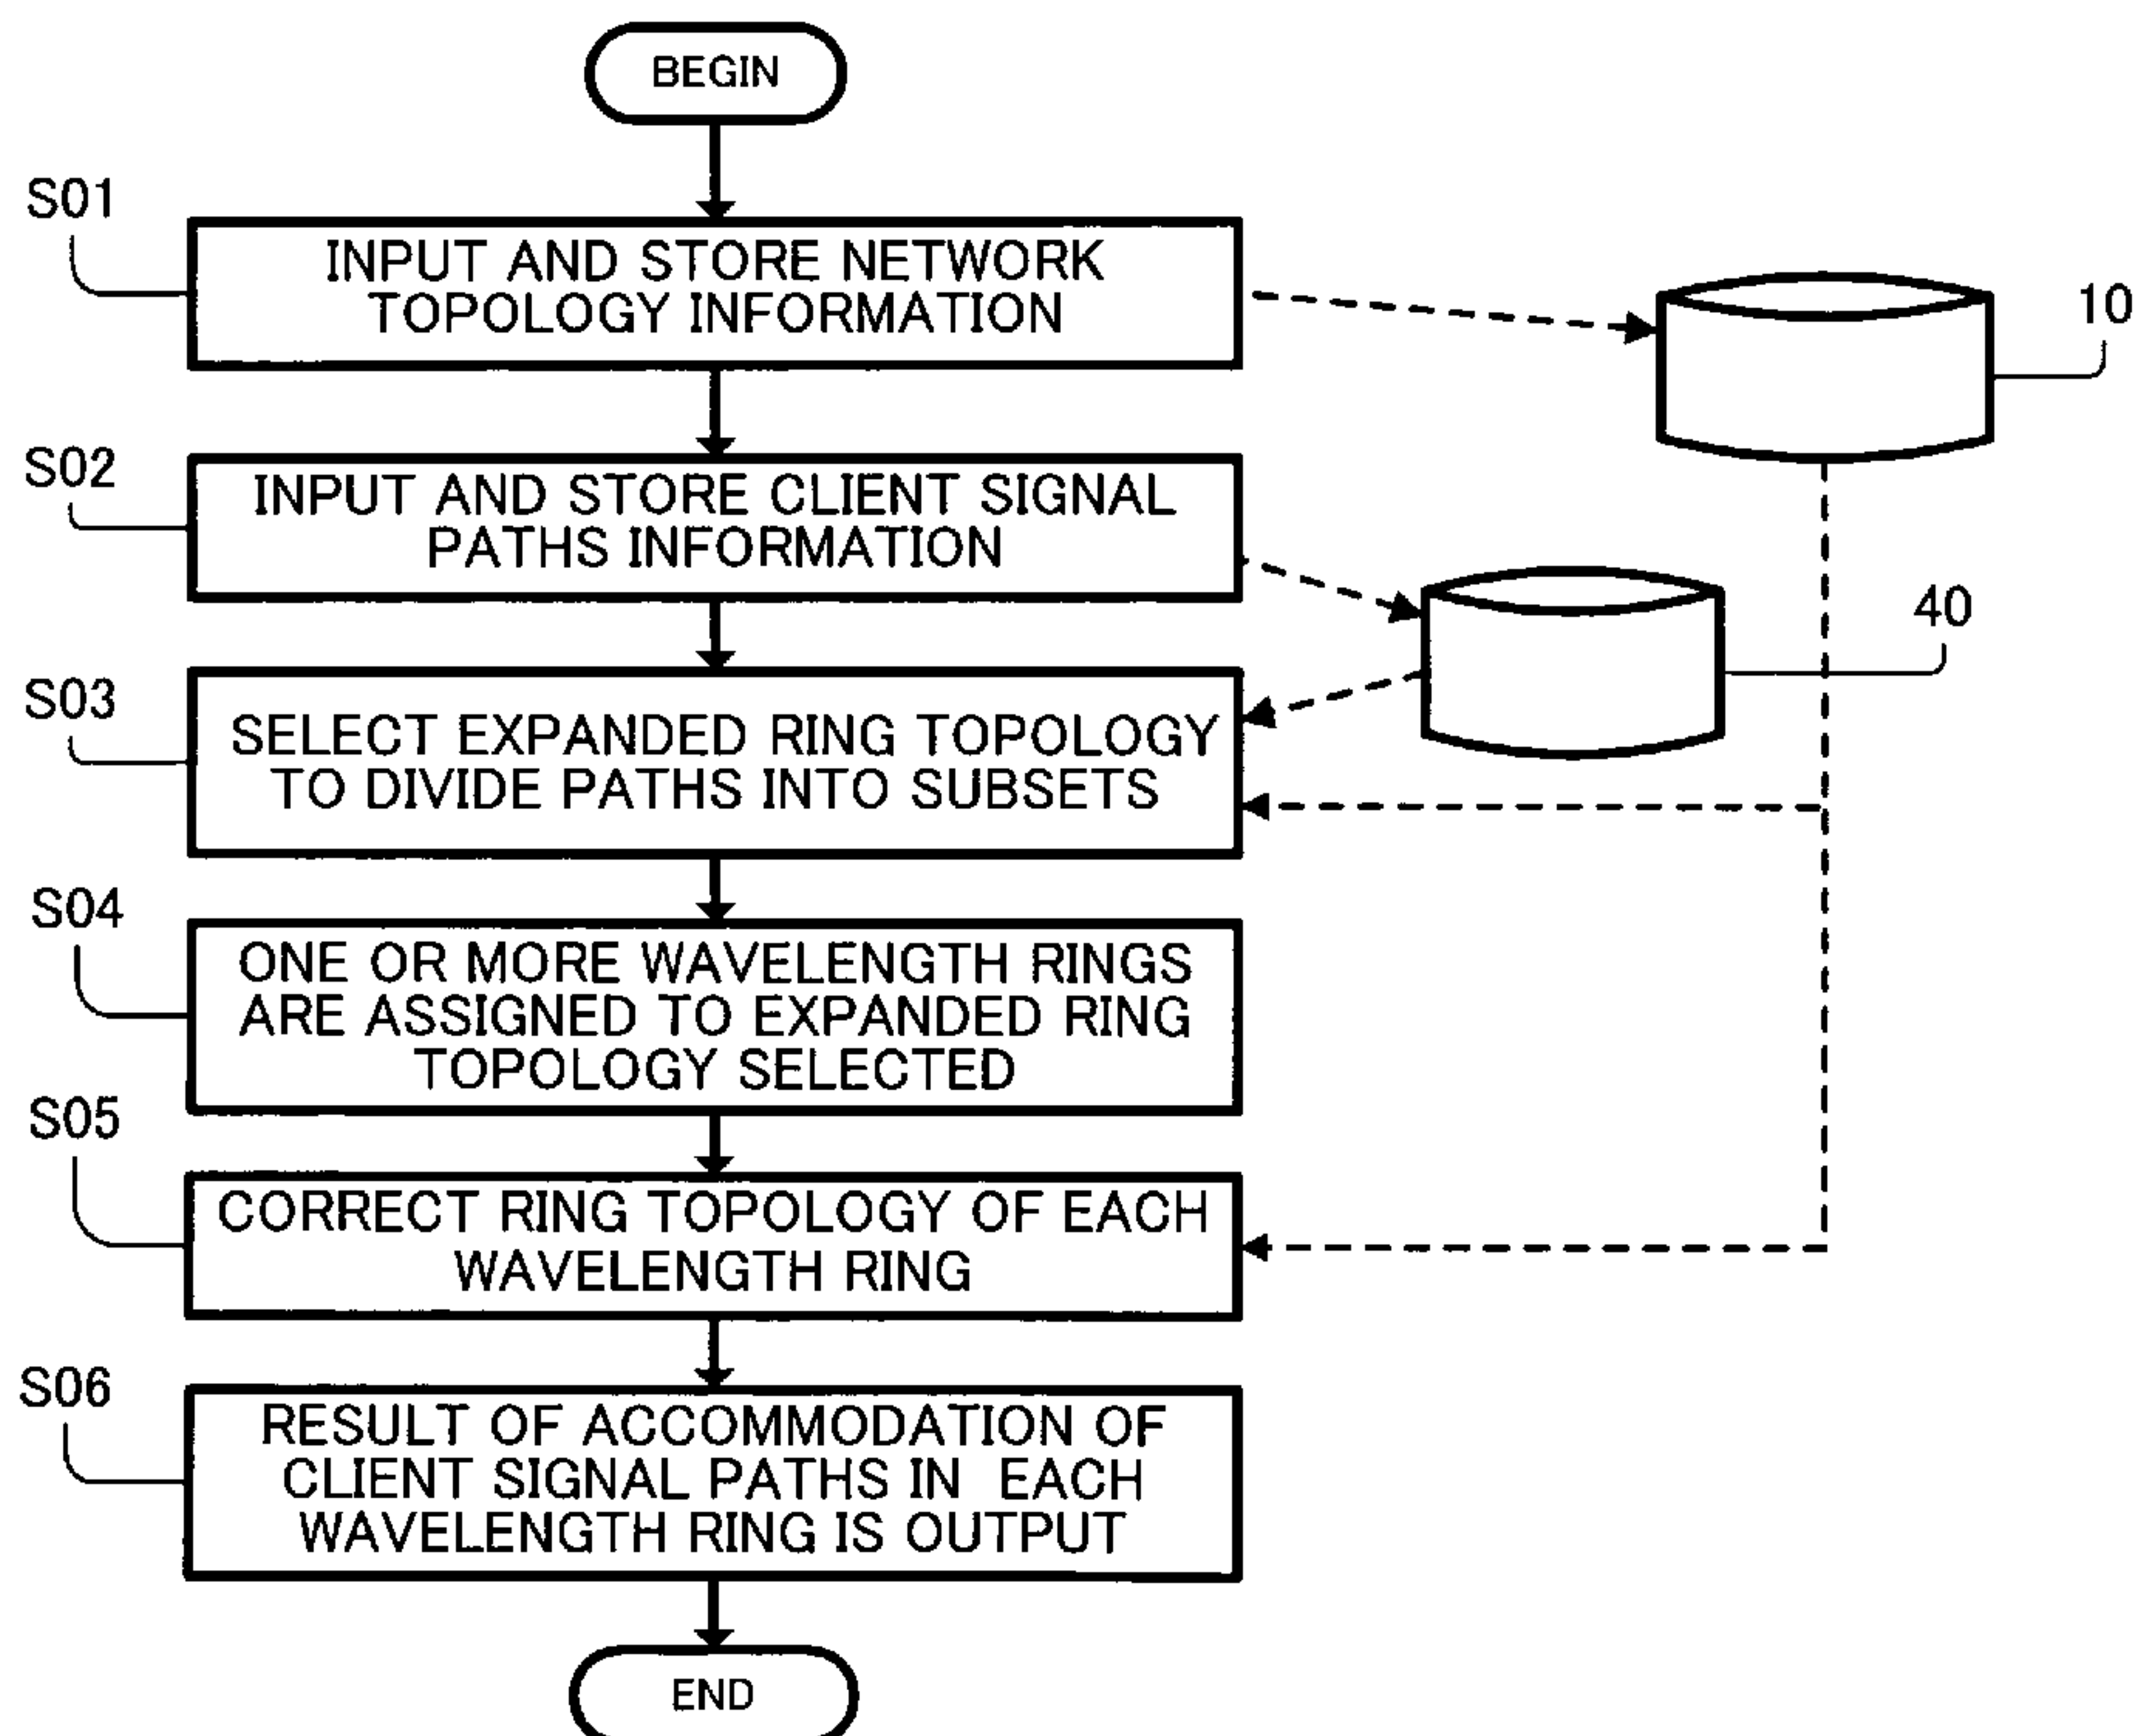 BEGIN
S01
INPUT AND STORE NETWORK
TOPOLOGY INFORMATION
10
S02
INPUT AND STORE CLIENT SIGNAL
PATHS INFORMATION
40
S03
SELECT EXPANDED RING TOPOLOGY
TO DIVIDE PATHS INTO SUBSETS
S04
ONE OR MORE WAVELENGTH RINGS
ARE ASSIGNED TO EXPANDED RING
TOPOLOGY SELECTED
S05
CORRECT RING TOPOLOGY OF EACH
WAVELENGTH RING
S06
RESULT OF ACCOMMODATION OF
CLIENT SIGNAL PATHS IN EACH
WAVELENGTH RING IS OUTPUT
END